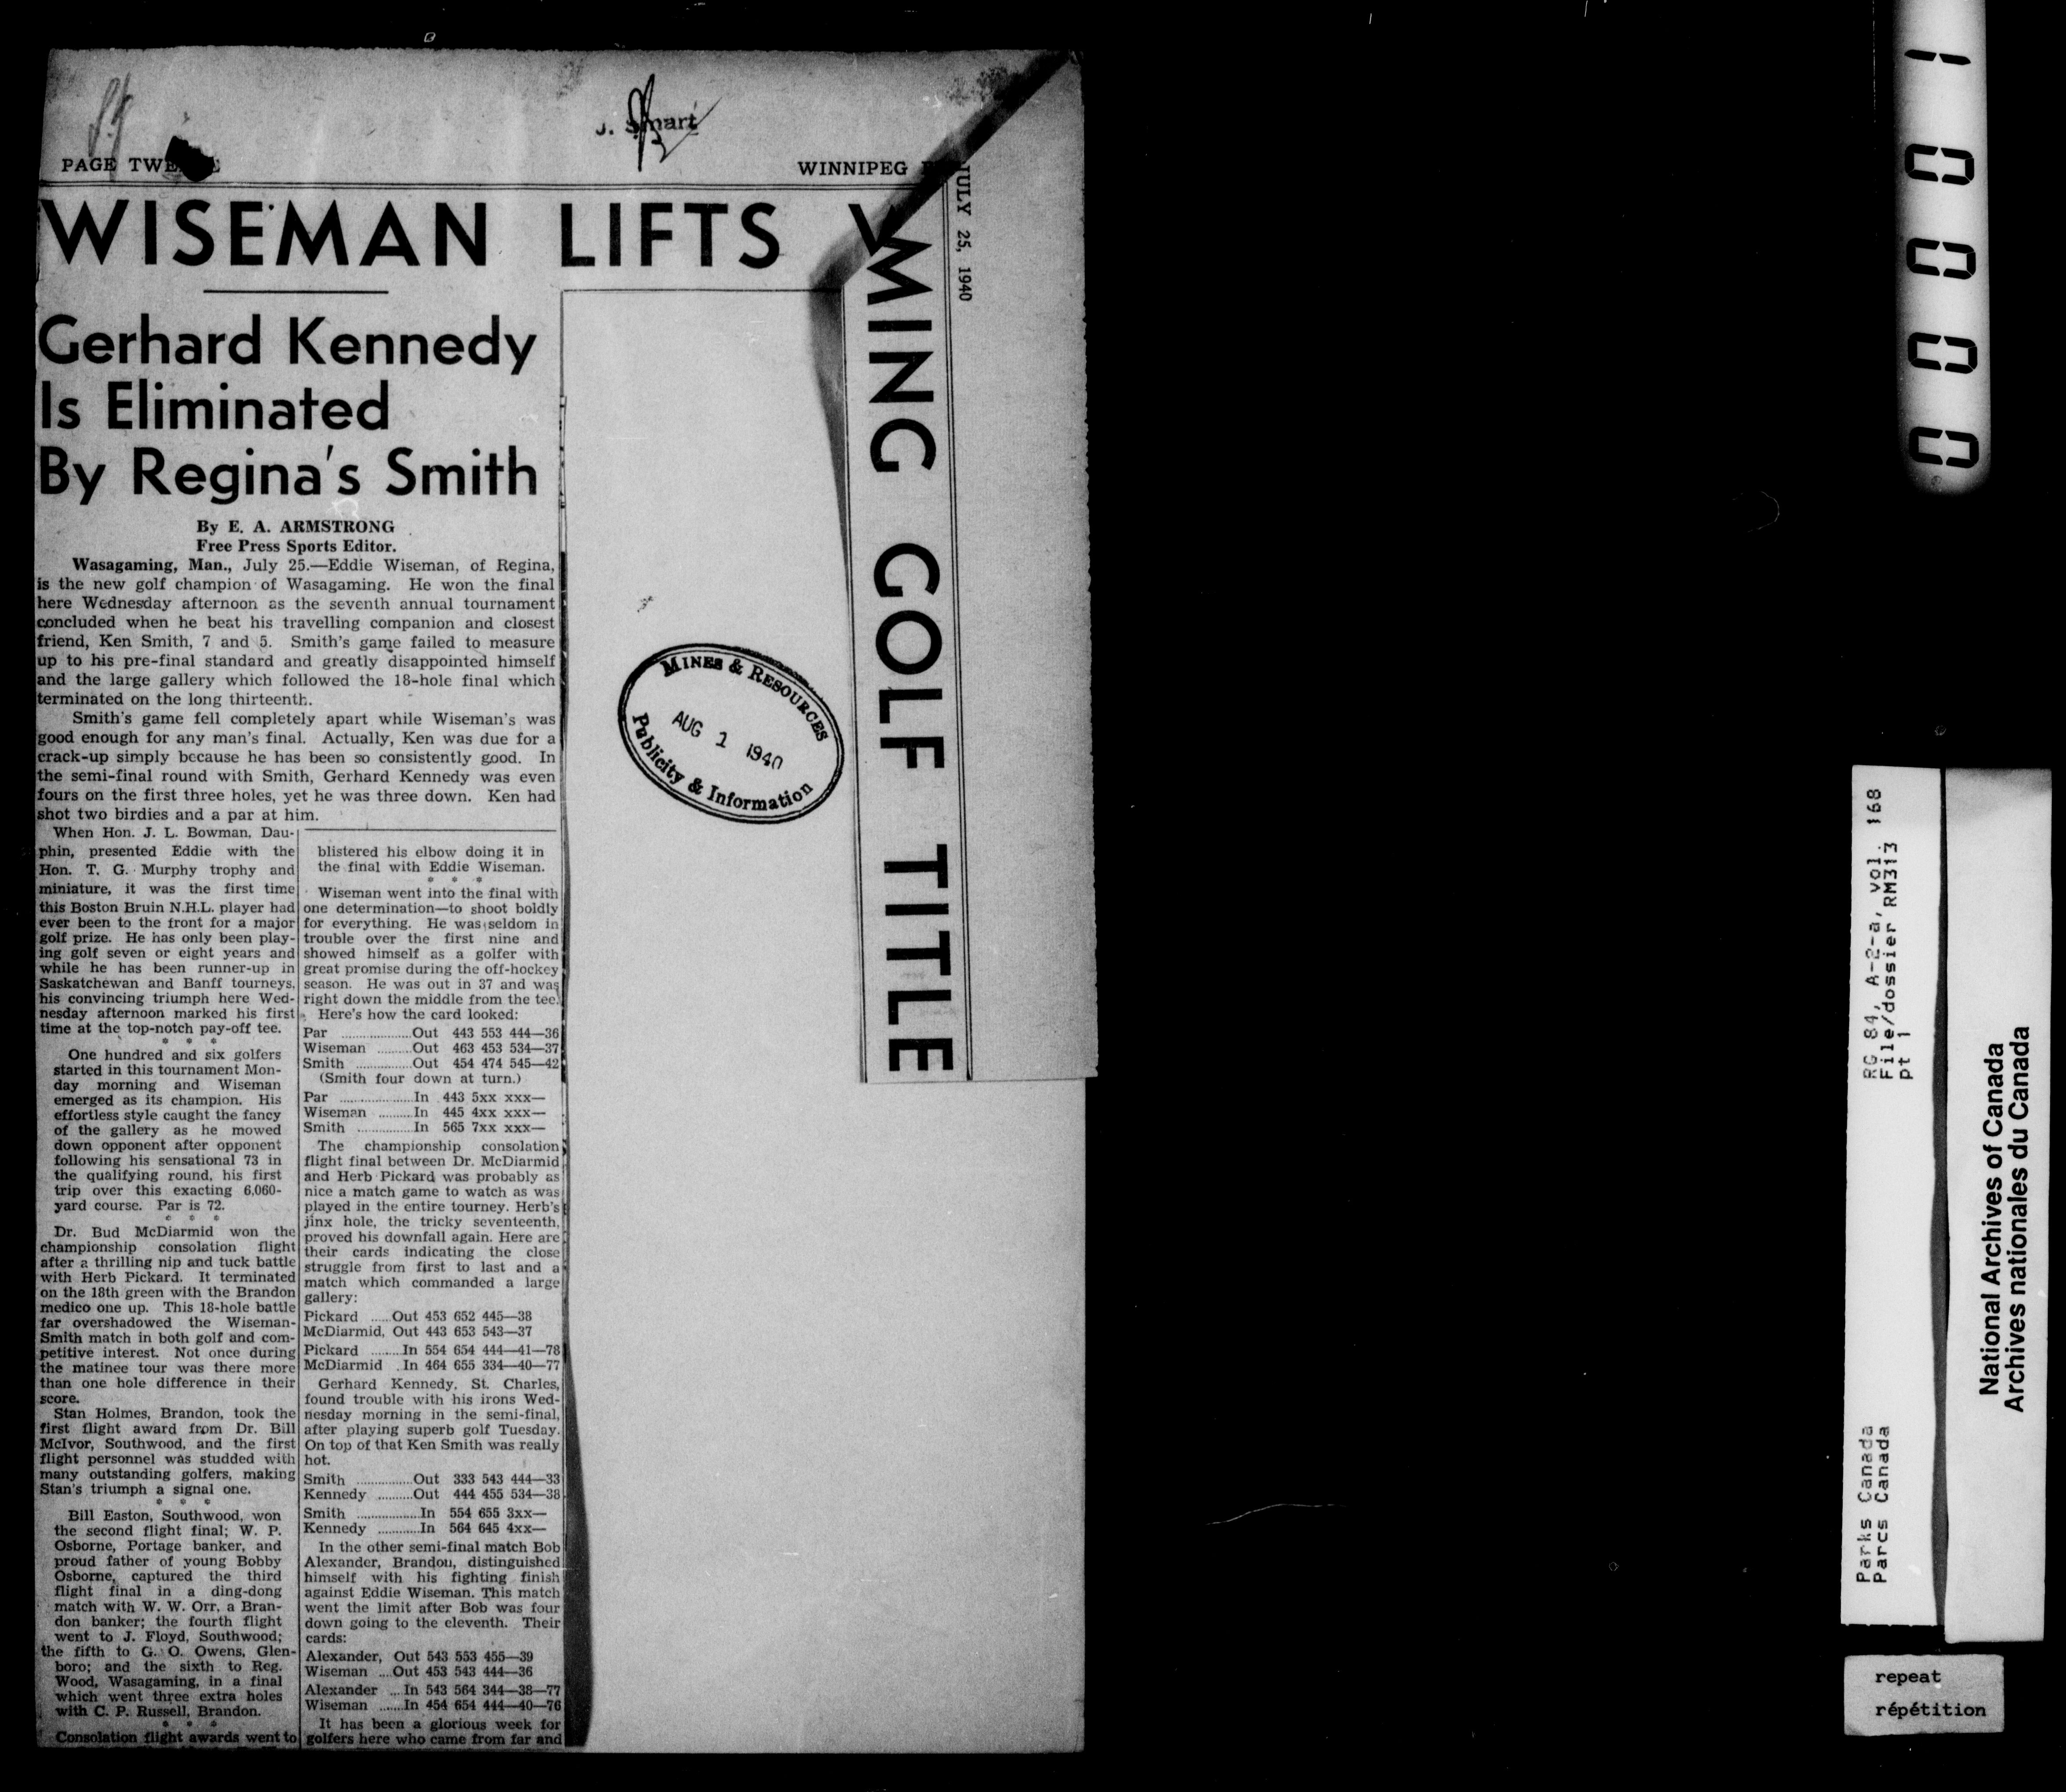 J. Smart
PAGE TWE
WINNIPEG
JULY 25, 1940
WISEMAN LIFTS W
MING GOLF TITLE
Gerhard Kennedy
Is Eliminated
By Regina's Smith
By E. A. ARMSTRONG
Free Press Sports Editor.
Wasagaming, Man., July 25.—Eddie Wiseman, of Regina,
is the new golf champion of Wasagaming. He won the final
here Wednesday afternoon as the seventh annual tournament
concluded when he beat his travelling companion and closest
friend, Ken Smith, 7 and 5. Smith's game failed to measure
up to his pre-final standard and greatly disappointed himself
and the large gallery which followed the 18-hole final which
terminated on the long thirteenth.
Smith's game fell completely apart while Wiseman's was
good enough for any man's final. Actually, Ken was due for a
crack-up simply because he has been so consistently good. In
the semi-final round with Smith, Gerhard Kennedy was even
fours on the first three holes, yet he was three down. Ken had
shot two birdies and a par at him.
When Hon. J. L. Bowman, Dau-
phin, presented Eddie with the
Hon. T. G. Murphy trophy and
miniature, it was the first time
this Boston Bruin N.H.L. player had
ever been to the front for a major
golf prize. He has only been play-
ing golf seven or eight years and
while he has been runner-up in
Saskatchewan and Banff tourneys,
his convincing triumph here Wed-
nesday afternoon marked his first
time at the top-notch pay-off tee.
* * *
One hundred and six golfers
started in this tournament Mon-
day morning and Wiseman
emerged as its champion. His
effortless style caught the fancy
of the gallery as he mowed
down opponent after opponent
following his sensational 73 in
the qualifying round, his first
trip over this exacting 6,060-
yard course. Par is 72.
* * *
Dr. Bud McDiarmid won the
championship consolation flight
after a thrilling nip and tuck battle
with Herb Pickard. It terminated
on the 18th green with the Brandon
medico one up. This 18-hole battle
far overshadowed the Wiseman-
Smith match in both golf and com-
petitive interest. Not once during
the matinee tour was there more
than one hole difference in their
score.
Stan Holmes, Brandon, took the
first flight award from Dr. Bill
McIvor, Southwood, and the first
flight personnel was studded with
many outstanding golfers, making
Stan's triumph a signal one.
* * *
Bill Easton, Southwood, won
the second flight final; W. P.
Osborne, Portage banker, and
proud father of young Bobby
Osborne, captured the third
flight final in a ding-dong
match with W. W. Orr, a Bran-
don banker; the fourth flight
went to J. Floyd, Southwood;
the fifth to G. O. Owens, Glen-
boro; and the sixth to Reg.
Wood, Wasagaming, in a final
which went three extra holes
with C. P. Russell, Brandon.
* * *
Consolation flight awards went to
blistered his elbow doing it in
the final with Eddie Wiseman.
* * *
Wiseman went into the final with
one determination—to shoot boldly
for everything. He was seldom in
trouble over the first nine and
showed himself as a golfer with
great promise during the off-hockey
season. He was out in 37 and was
right down the middle from the tee.
Here's how the card looked:
Par ....................Out 443 553 444—36
Wiseman ..........Out 463 453 534—37
Smith ................Out 454 474 545—42
(Smith four down at turn.)
Par .....................In 443 5xx xxx—
Wiseman ..........In 445 4xx xxx—
Smith ................In 565 7xx xxx—
The championship consolation
flight final between Dr. McDiarmid
and Herb Pickard was probably as
nice a match game to watch as was
played in the entire tourney. Herb's
jinx hole, the tricky seventeenth,
proved his downfall again. Here are
their cards indicating the close
struggle from first to last and a
match which commanded a large
gallery:
Pickard ......Out 453 652 445—38
McDiarmid, Out 443 653 543—37
Pickard .........In 554 654 444—41—78
McDiarmid .In 464 655 334—40—77
Gerhard Kennedy, St. Charles,
found trouble with his irons Wed-
nesday morning in the semi-final,
after playing superb golf Tuesday.
On top of that Ken Smith was really
hot.
Smith ................Out 333 543 444—33
Kennedy ..........Out 444 455 534—38
Smith ..................In 554 655 3xx—
Kennedy ............In 564 645 4xx—
In the other semi-final match Bob
Alexander, Brandon, distinguished
himself with his fighting finish
against Eddie Wiseman. This match
went the limit after Bob was four
down going to the eleventh. Their
cards:
Alexander, Out 543 553 455—39
Wiseman ....Out 453 543 444—36
Alexander ....In 543 564 344—38—77
Wiseman .......In 454 654 444—40—76
It has been a glorious week for
golfers here who came from far and
MINES & RESOURCES
AUG 1 1940
Publicity & Information
00001
RG 84, A-2-a, vol. 168
File/dossier RM313
pt 1
Parks Canada
Parcs Canada
National Archives of Canada
Archives nationales du Canada
repeat
répétition